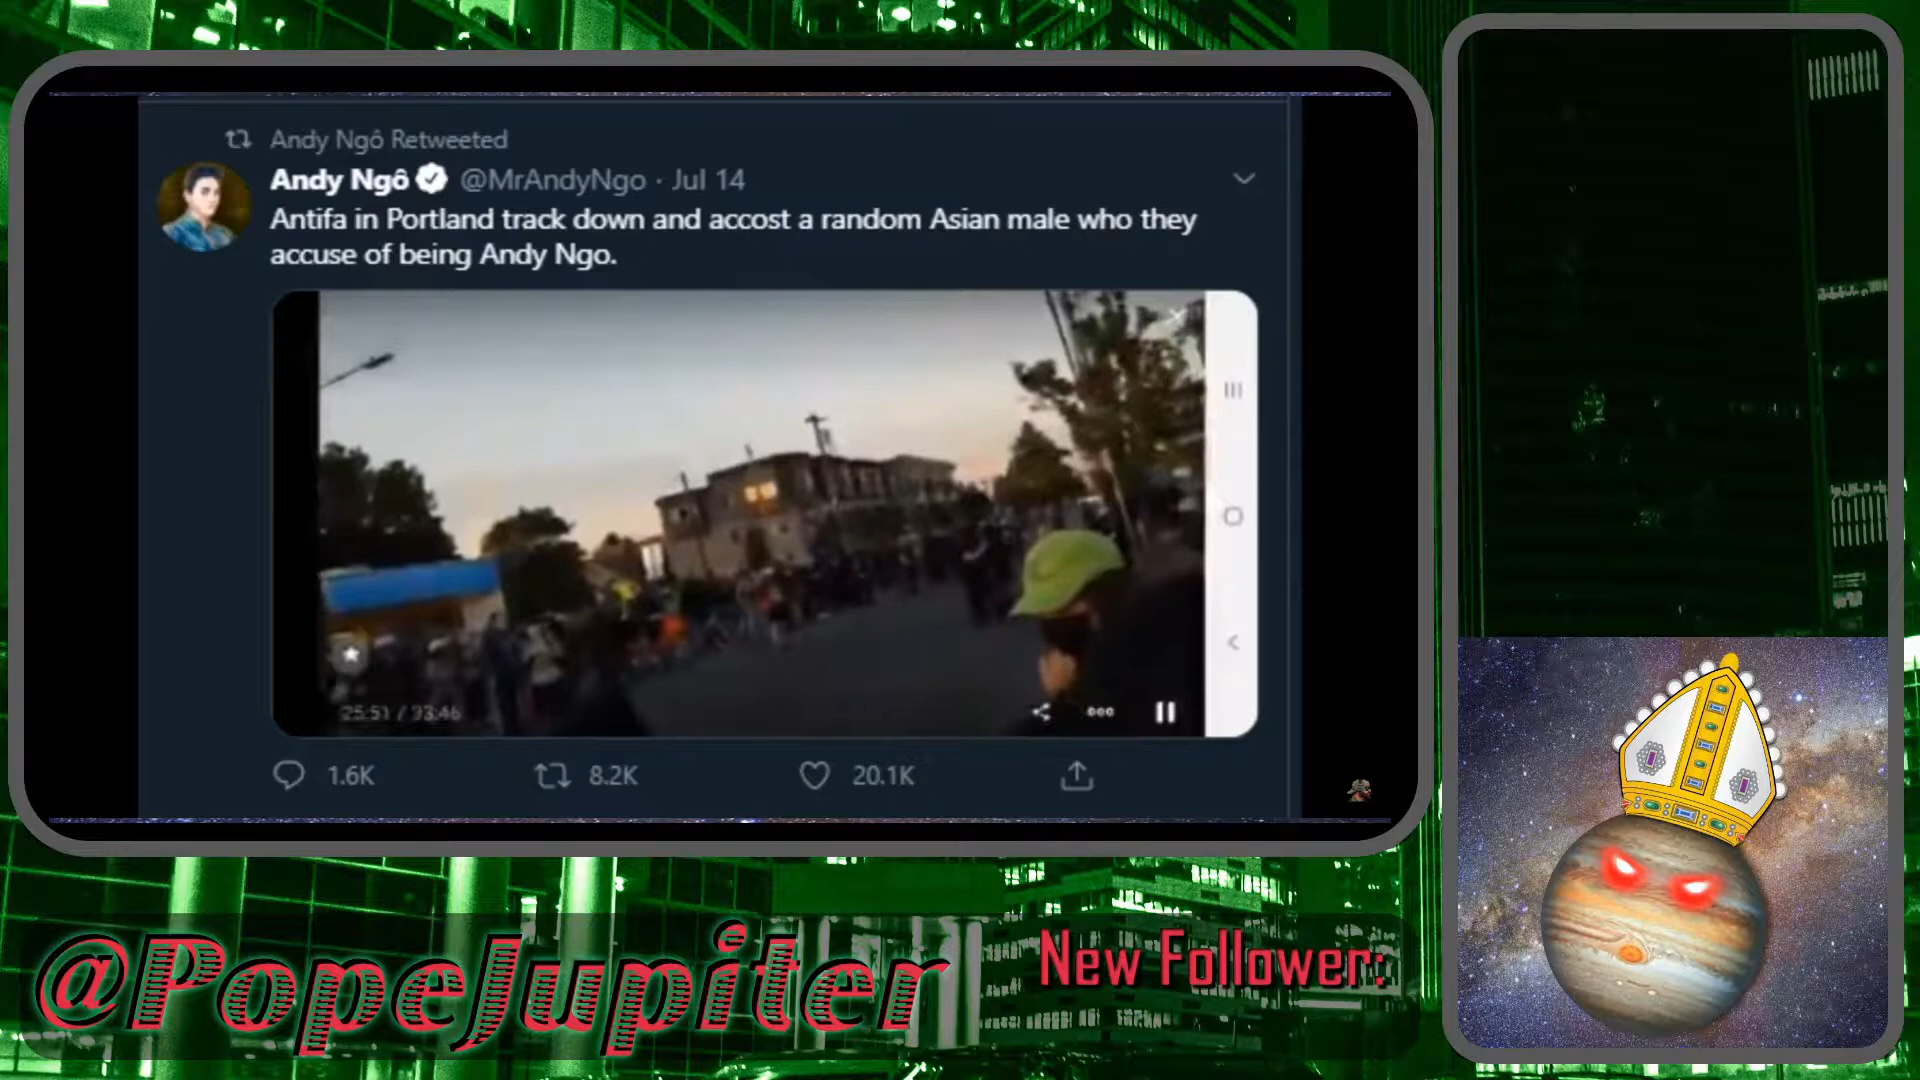 Andy Ngô Retweeted
Andy Ngô @MrAndyNgo · Jul 14
Antifa in Portland track down and accost a random Asian male who they
accuse of being Andy Ngo.
25:51 / 33:46
1.6K 8.2K 20.1K
@PopeJupiter
New Follower: